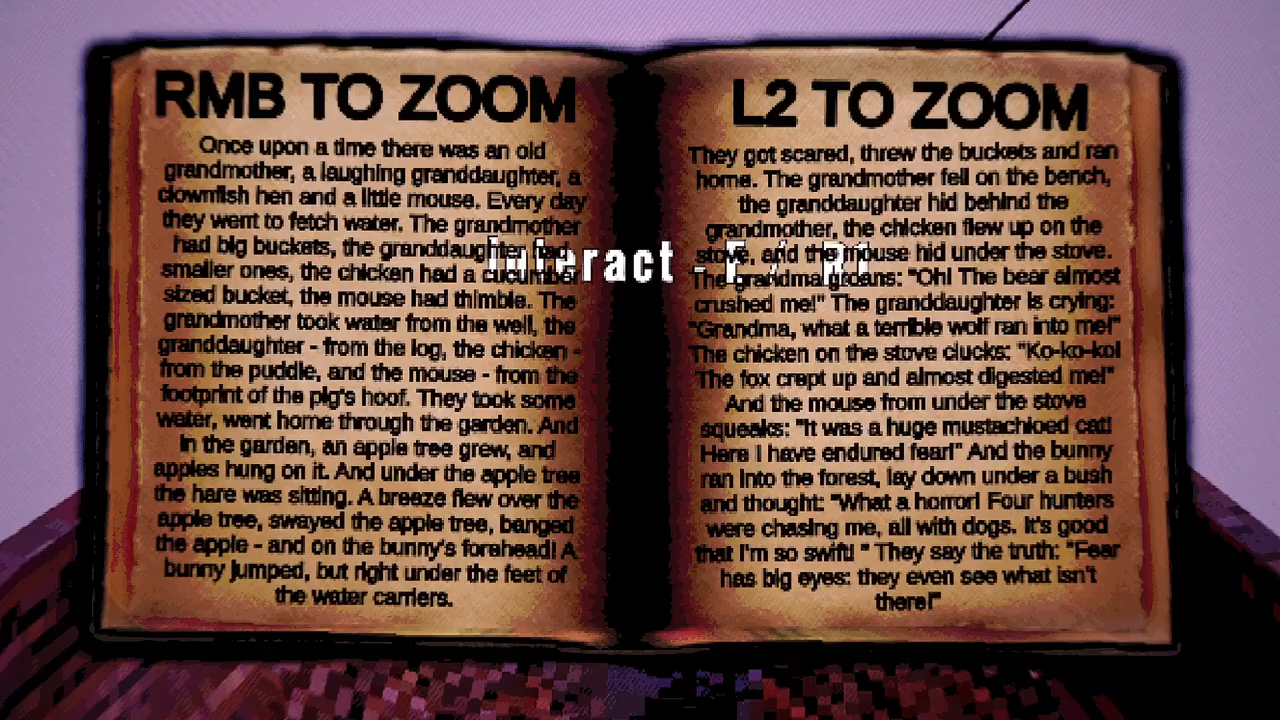 RMB TO ZOOM
Once upon a time there was an old
grandmother, a laughing granddaughter, a
clownfish hen and a little mouse. Every day
they went to fetch water. The grandmother
had big buckets, the granddaughter had
smaller ones, the chicken had a cucumber
sized bucket, the mouse had thimble. The
grandmother took water from the well, the
granddaughter - from the log, the chicken -
from the puddle, and the mouse - from the
footprint of the pig's hoof. They took some
water, went home through the garden. And
in the garden, an apple tree grew, and
apples hung on it. And under the apple tree
the hare was sitting. A breeze flew over the
apple tree, swayed the apple tree, banged
the apple - and on the bunny's forehead! A
bunny jumped, but right under the feet of
the water carriers.
L2 TO ZOOM
They got scared, threw the buckets and ran
home. The grandmother fell on the bench,
the granddaughter hid behind the
grandmother, the chicken flew up on the
stove, and the mouse hid under the stove.
The grandma groans: "Oh! The bear almost
crushed me!" The granddaughter is crying:
"Grandma, what a terrible wolf ran into me!"
The chicken on the stove clucks: "Ko-ko-ko!
The fox crept up and almost digested me!"
And the mouse from under the stove
squeaks: "It was a huge mustachioed cat!
Here I have endured fear!" And the bunny
ran into the forest, lay down under a bush
and thought: "What a horror! Four hunters
were chasing me, all with dogs. It's good
that I'm so swift! " They say the truth: "Fear
has big eyes: they even see what isn't
there!"
interact - E / R1